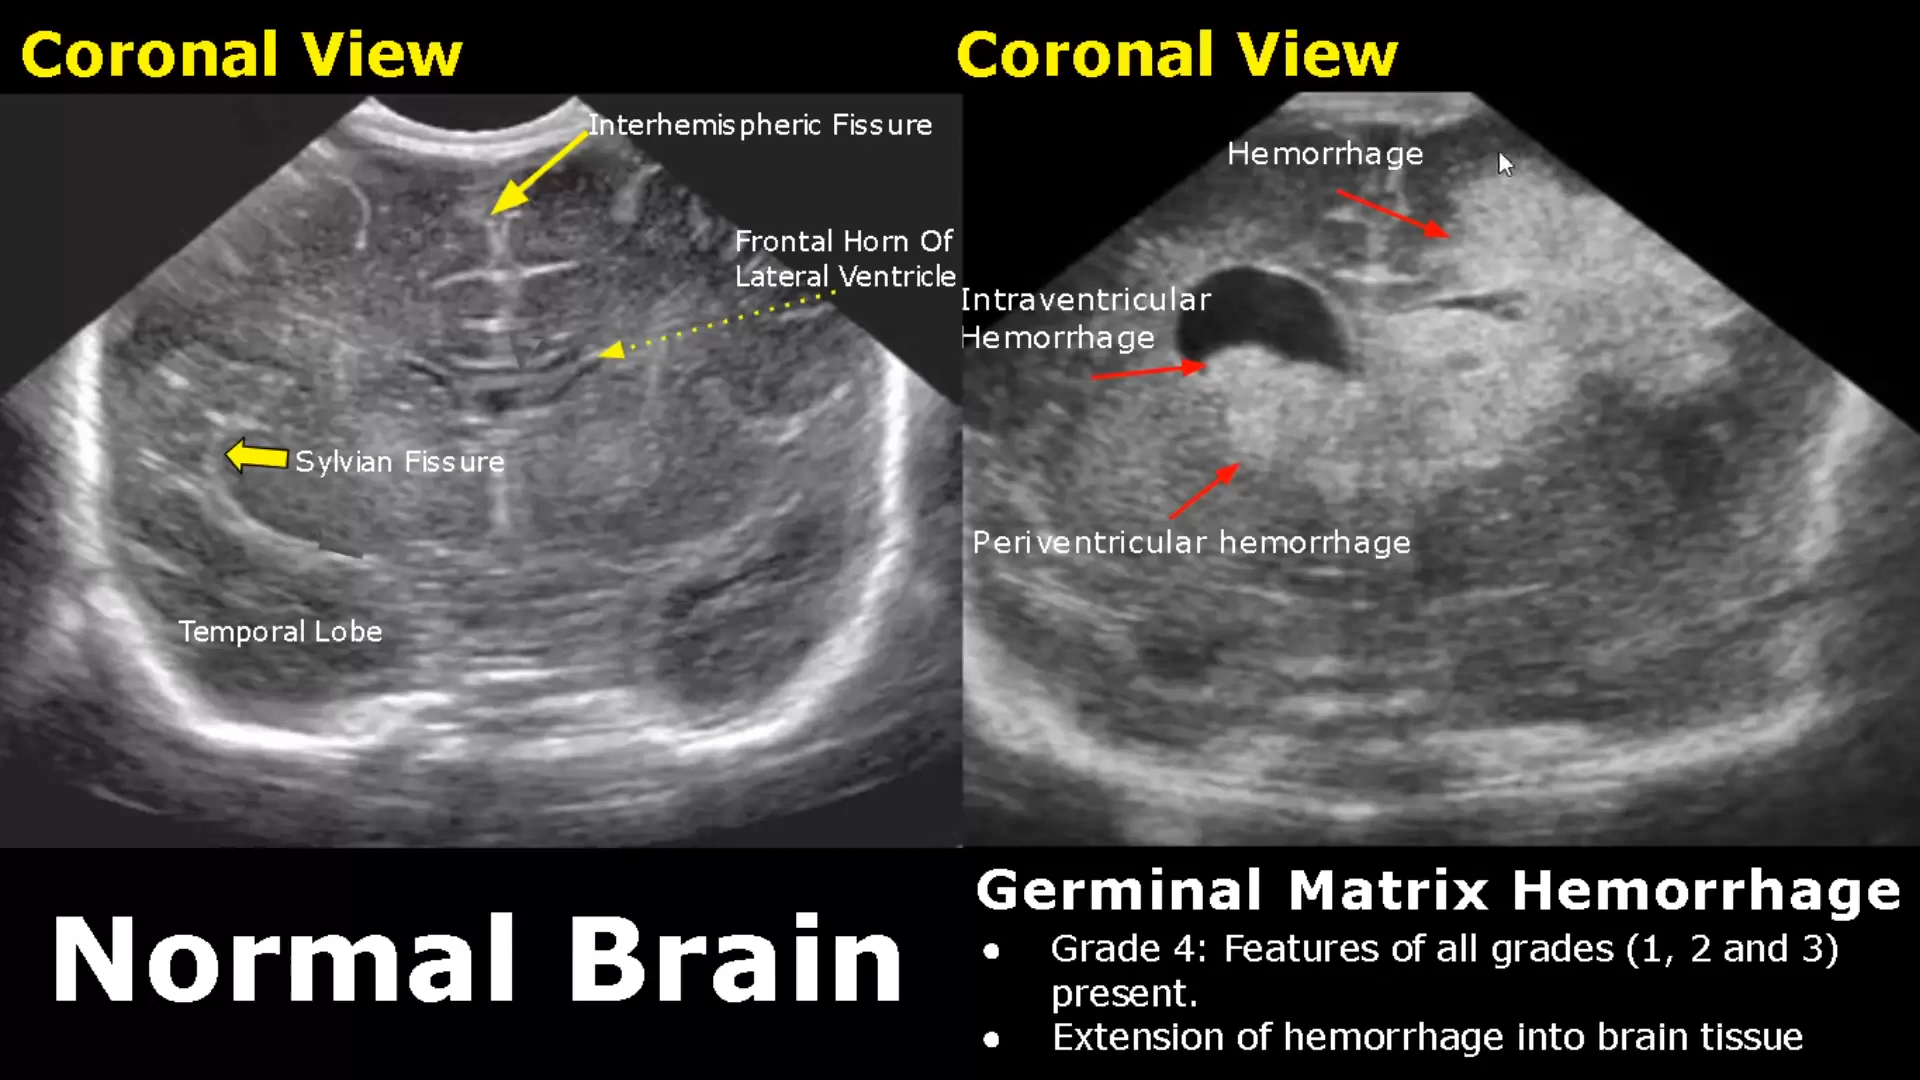 Coronal View
Interhemispheric Fissure
Frontal Horn Of
Lateral Ventricle
Sylvian Fissure
Temporal Lobe
Normal Brain
Coronal View
Hemorrhage
Intraventricular
Hemorrhage
Periventricular hemorrhage
Germinal Matrix Hemorrhage
• Grade 4: Features of all grades (1, 2 and 3)
present.
• Extension of hemorrhage into brain tissue